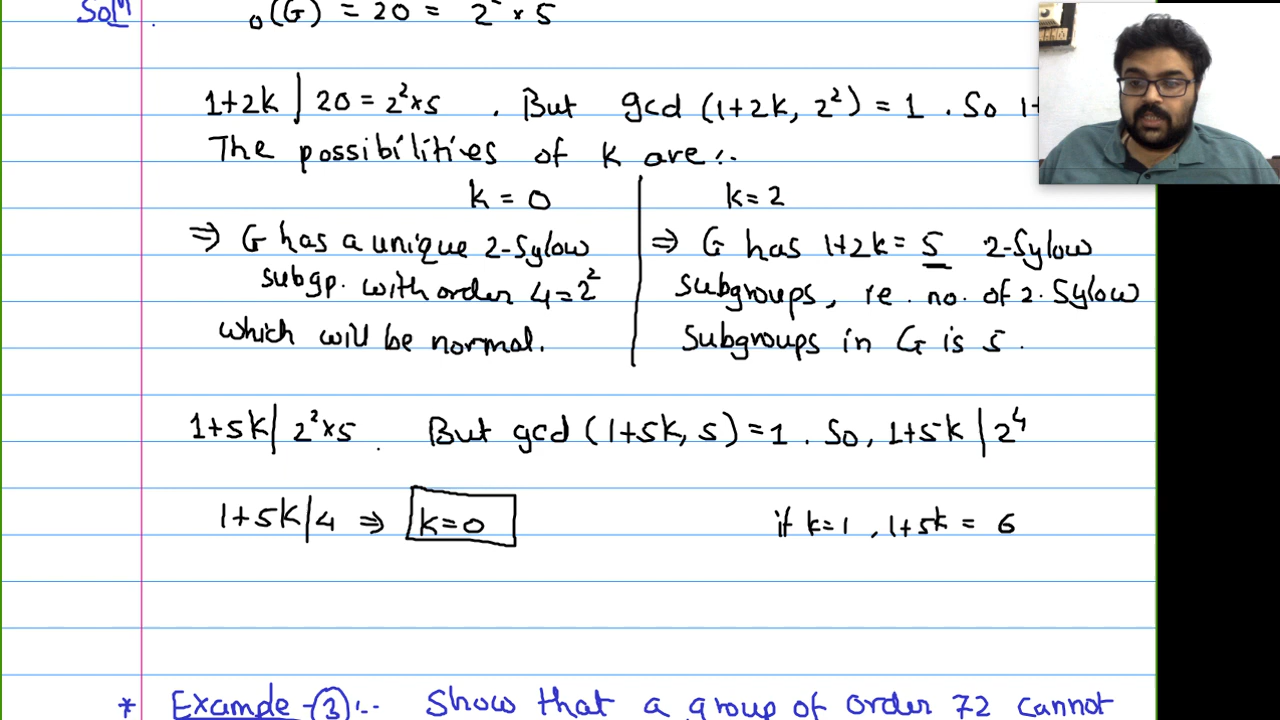 Solⁿ. o(G) = 20 = 2² × 5
1+2k | 20 = 2²×5 . But gcd (1+2k, 2²) = 1 . So 1+
The possibilities of k are :-
k = 0
⇒ G has a unique 2-Sylow
subgp. with order 4=2²
which will be normal.
k = 2
⇒ G has 1+2k = 5 2-Sylow
subgroups, ie. no. of 2-Sylow
subgroups in G is 5.
1+5k | 2²×5 . But gcd (1+5k, 5) = 1 . So, 1+5k | 2⁴
1+5k | 4 ⇒ k=0 if k=1 , 1+5k = 6
* Example -(3) :- Show that a group of order 72 cannot